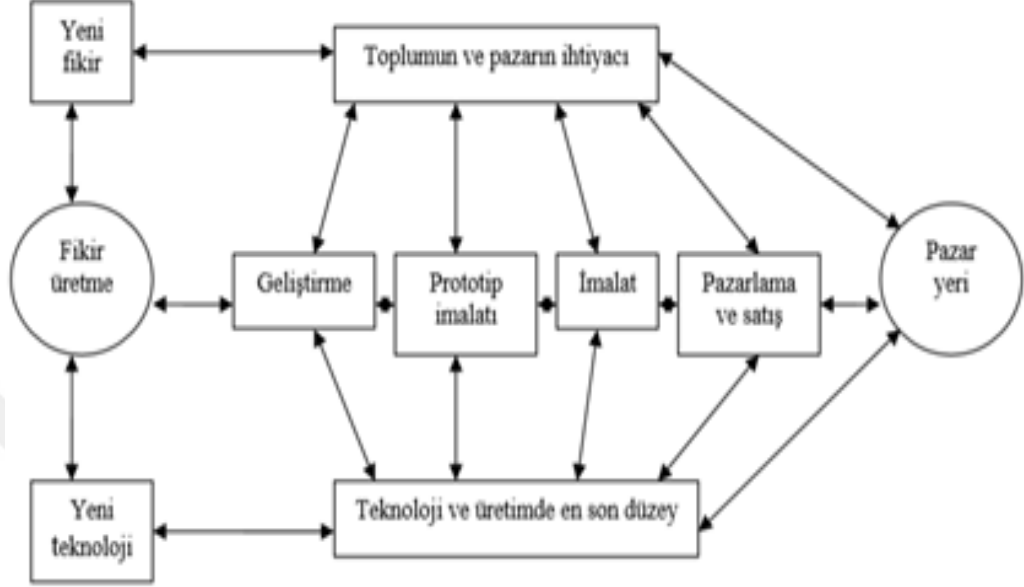 Yeni
fikir
Toplumun ve pazarın ihtiyacı
Fikir
üretme
Geliştirme
Prototip
imalatı
İmalat
Pazarlama
ve satış
Pazar
yeri
Yeni
teknoloji
Teknoloji ve üretimde en son düzey